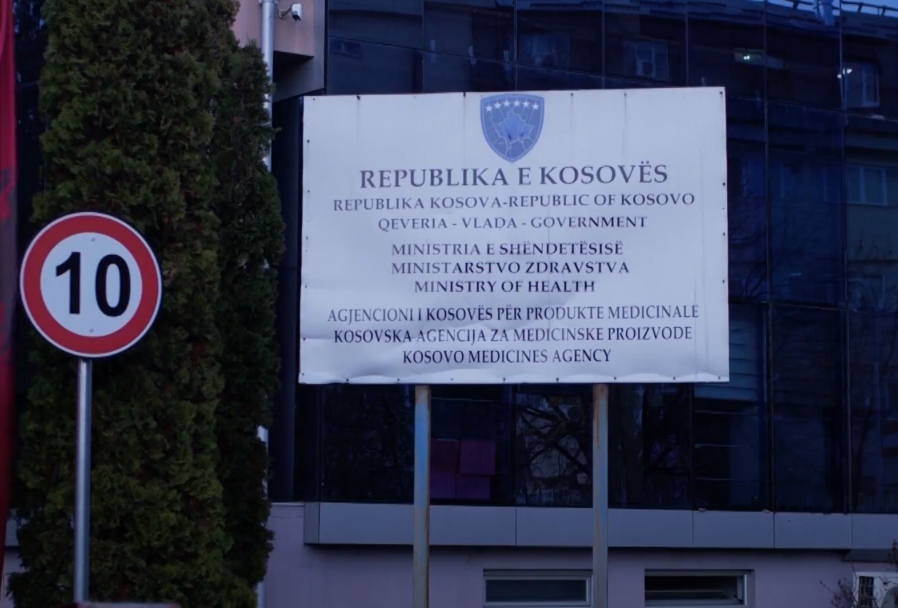 REPUBLIKA E KOSOVËS
REPUBLIKA KOSOVA-REPUBLIC OF KOSOVO
QEVERIA - VLADA - GOVERNMENT
MINISTRIA E SHËNDETËSISË
MINISTARSTVO ZDRAVSTVA
MINISTRY OF HEALTH
AGJENCIONI I KOSOVËS PËR PRODUKTE MEDICINALE
KOSOVSKA AGENCIJA ZA MEDICINSKE PROIZVODE
KOSOVO MEDICINES AGENCY
10